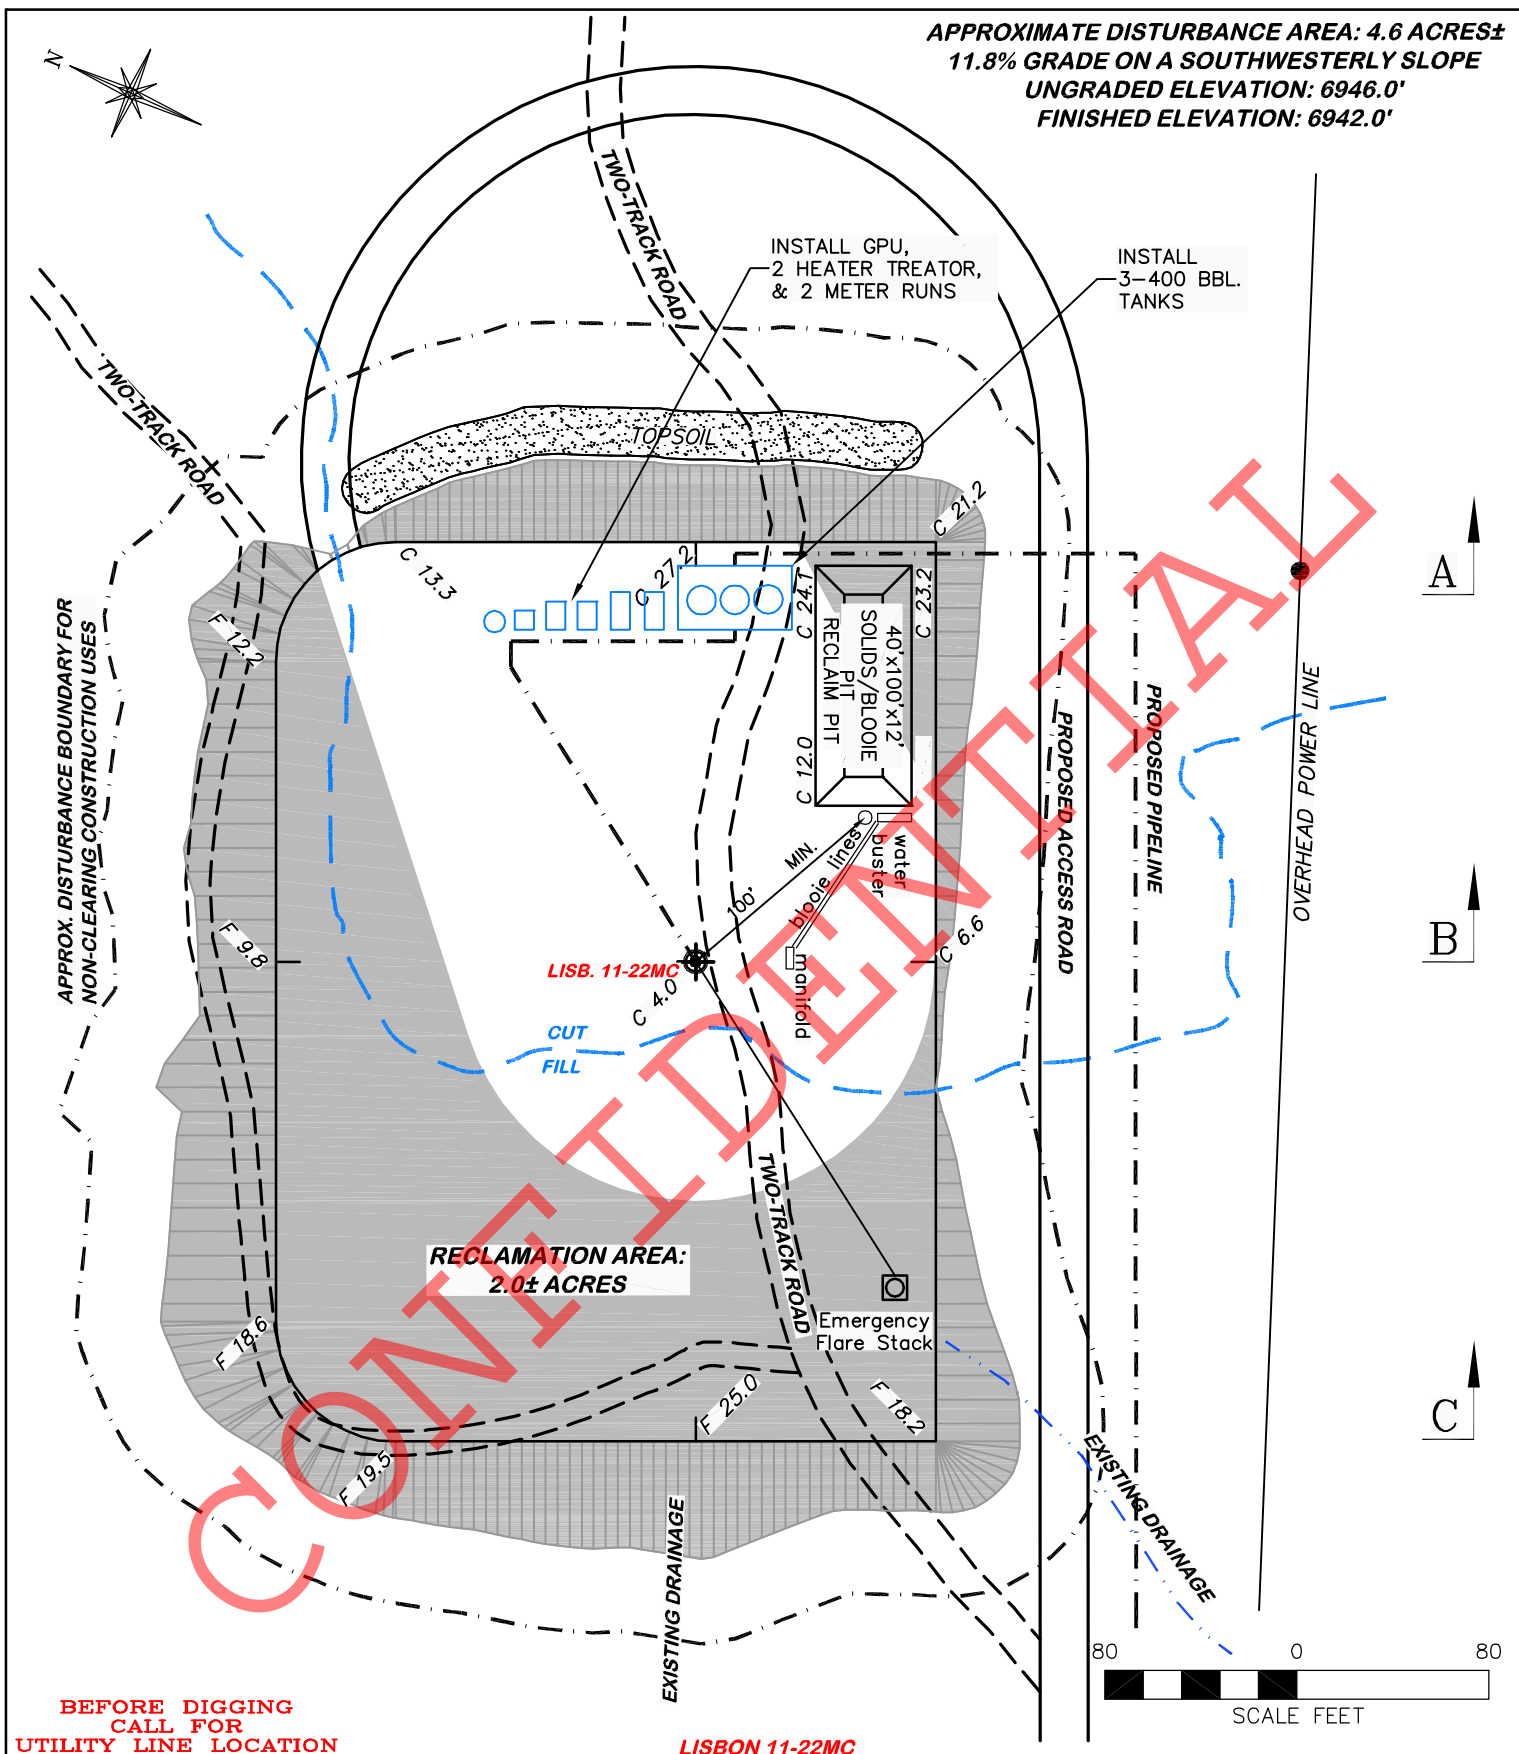 APPROXIMATE DISTURBANCE AREA: 4.6 ACRES±
11.8% GRADE ON A SOUTHWESTERLY SLOPE
UNGRADED ELEVATION: 6946.0'
FINISHED ELEVATION: 6942.0'
N
TWO-TRACK ROAD
INSTALL GPU,
2 HEATER TREATOR,
& 2 METER RUNS
INSTALL
3-400 BBL.
TANKS
TWO-TRACK ROAD
TOPSOIL
C 21.2
C 13.3
C 27.2
C 24.1
C 23.2
A
F 12.2
40'x100'x12'
SOLIDS/BLOOIE
PIT
RECLAIM PIT
C 12.0
APPROX. DISTURBANCE BOUNDARY FOR
NON-CLEARING CONSTRUCTION USES
PROPOSED ACCESS ROAD
PROPOSED PIPELINE
OVERHEAD POWER LINE
water
buster
blooie lines
100' MIN.
manifold
F 9.8
C 6.6
B
LISB. 11-22MC
C 4.0
CUT
FILL
TWO-TRACK ROAD
RECLAMATION AREA:
2.0± ACRES
Emergency
Flare Stack
F 18.6
F 25.0
F 18.2
C
F 19.5
EXISTING DRAINAGE
EXISTING DRAINAGE
CONFIDENTIAL
80 0 80
SCALE FEET
BEFORE DIGGING
CALL FOR
UTILITY LINE LOCATION
LISBON 11-22MC